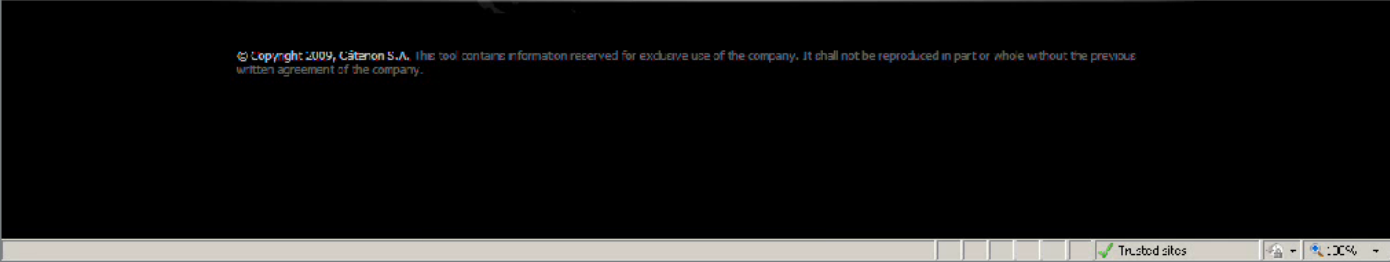 © Copyright 2009, Catenon S.A. This tool contains information reserved for exclusive use of the company. It shall not be reproduced in part or whole without the previous
written agreement of the company.
Trusted sites 100%